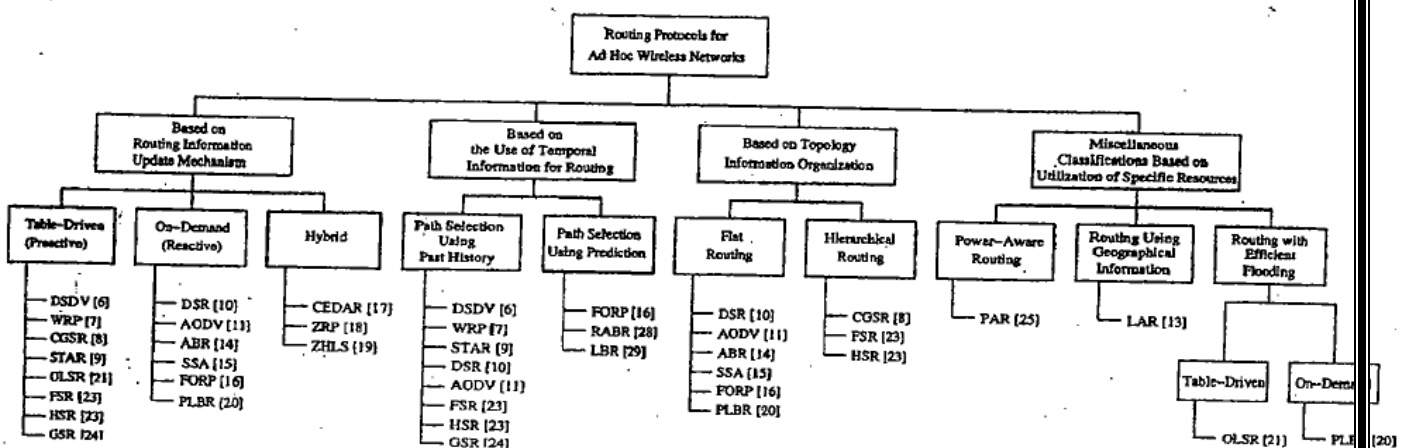 Routing Protocols for
Ad Hoc Wireless Networks
Based on
Routing Information
Update Mechanism
Based on
the Use of Temporal
Information for Routing
Based on Topology
Information Organization
Miscellaneous
Classifications Based on
Utilization of Specific Resources
Table-Driven
(Proactive)
On-Demand
(Reactive)
Hybrid
Path Selection
Using
Past History
Path Selection
Using Prediction
Flat
Routing
Hierarchical
Routing
Power-Aware
Routing
Routing Using
Geographical
Information
Routing with
Efficient
Flooding
DSDV [6]
WRP [7]
CGSR [8]
STAR [9]
OLSR [21]
FSR [23]
HSR [23]
GSR [24]
DSR [10]
AODV [11]
ABR [14]
SSA [15]
FORP [16]
PLBR [20]
CEDAR [17]
ZRP [18]
ZHLS [19]
DSDV [6]
WRP [7]
STAR [9]
DSR [10]
AODV [11]
FSR [23]
HSR [23]
GSR [24]
FORP [16]
RABR [28]
LBR [29]
DSR [10]
AODV [11]
ABR [14]
SSA [15]
FORP [16]
PLBR [20]
CGSR [8]
FSR [23]
HSR [23]
PAR [25]
LAR [13]
Table-Driven
OLSR [21]
On-Demand
PLBR [20]